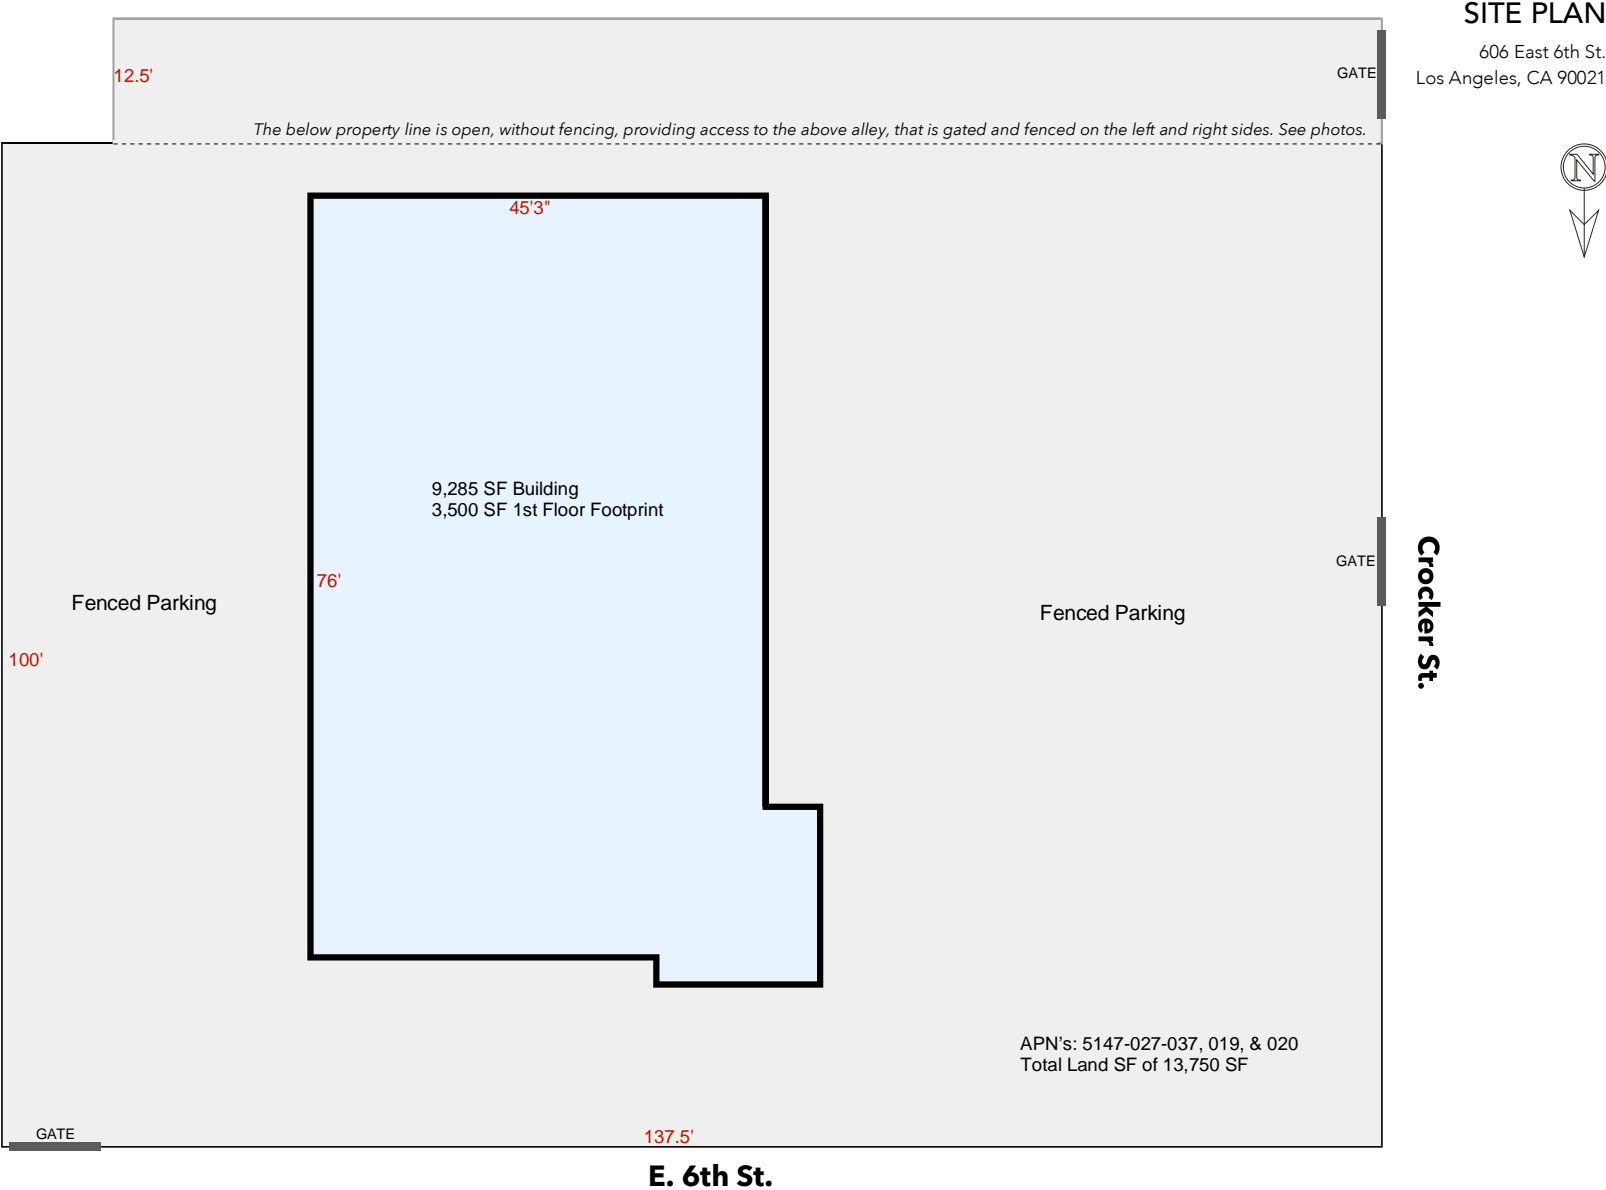 SITE PLAN
606 East 6th St.
Los Angeles, CA 90021
N
12.5'
GATE
The below property line is open, without fencing, providing access to the above alley, that is gated and fenced on the left and right sides. See photos.
45'3"
9,285 SF Building
3,500 SF 1st Floor Footprint
GATE
Crocker St.
76'
Fenced Parking
Fenced Parking
100'
APN’s: 5147-027-037, 019, & 020
Total Land SF of 13,750 SF
GATE
137.5'
E. 6th St.